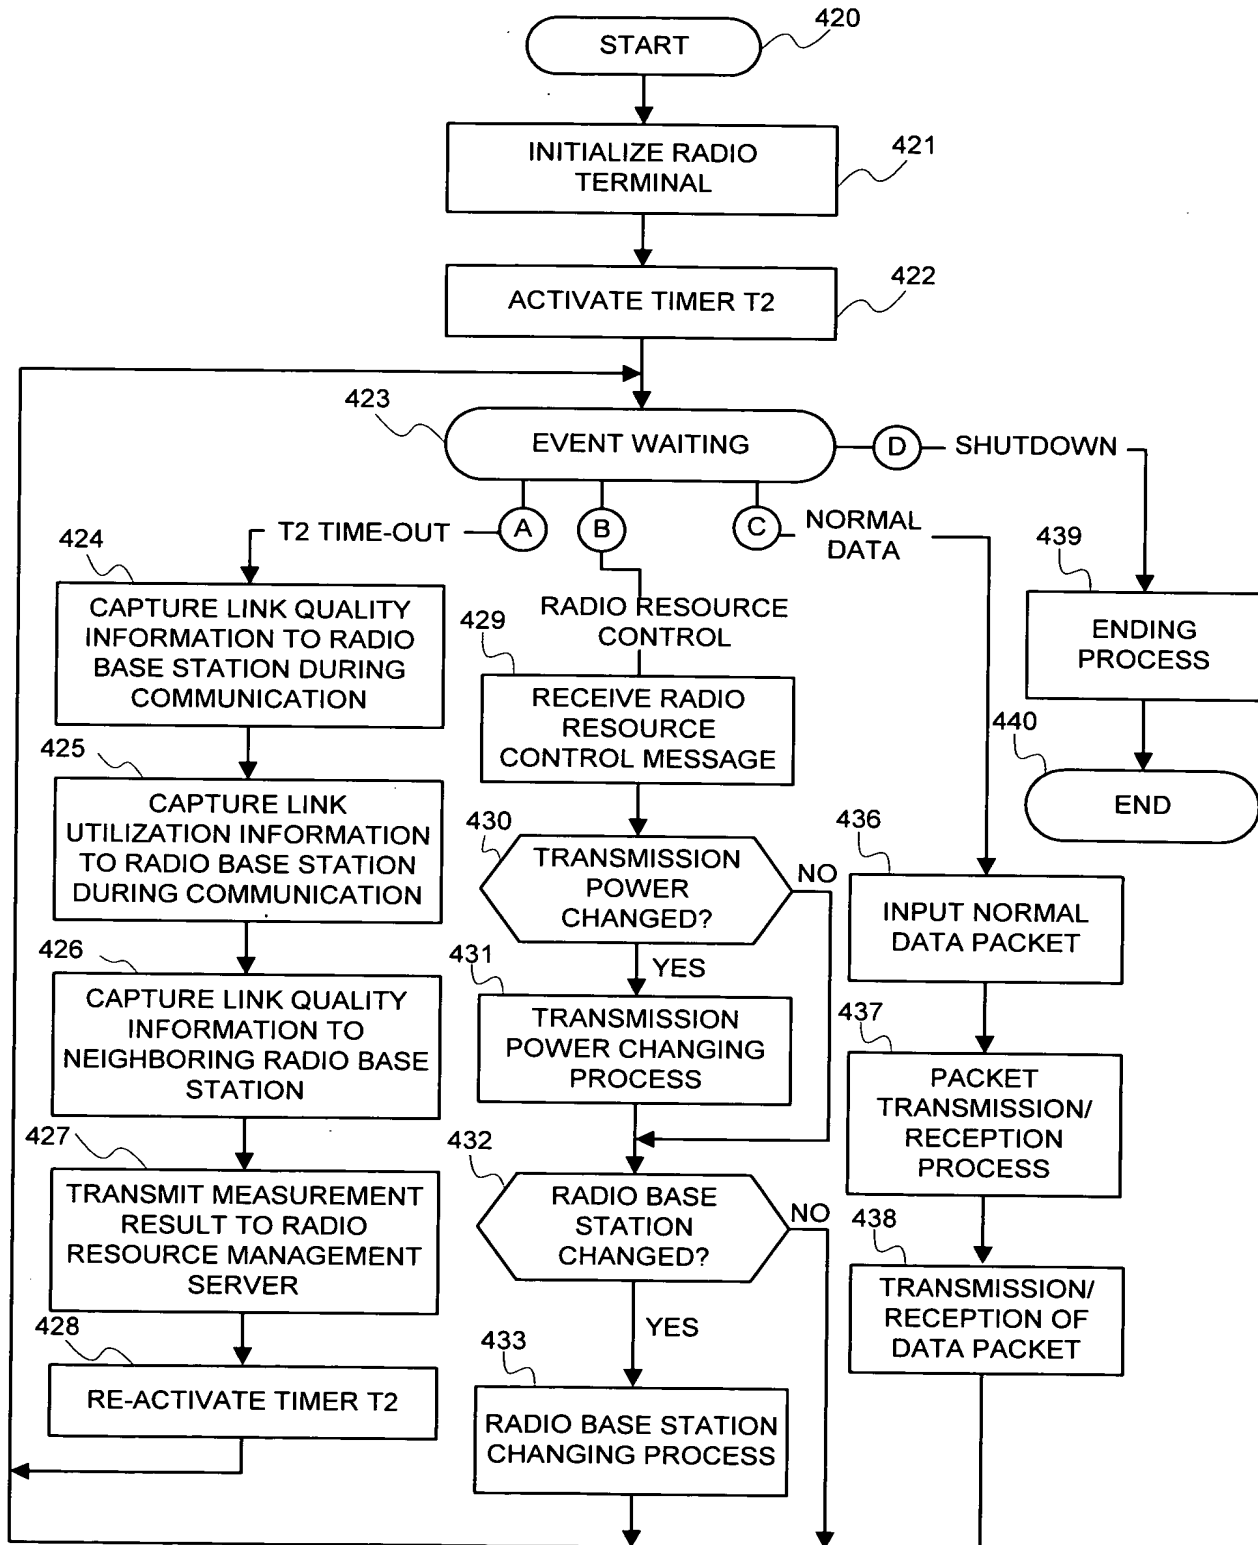 START
420
INITIALIZE RADIO
TERMINAL
421
ACTIVATE TIMER T2
422
423
EVENT WAITING
D
SHUTDOWN
T2 TIME-OUT
A
B
C
NORMAL
DATA
424
CAPTURE LINK QUALITY
INFORMATION TO RADIO
BASE STATION DURING
COMMUNICATION
425
CAPTURE LINK
UTILIZATION INFORMATION
TO RADIO BASE STATION
DURING COMMUNICATION
426
CAPTURE LINK QUALITY
INFORMATION TO
NEIGHBORING RADIO BASE
STATION
427
TRANSMIT MEASUREMENT
RESULT TO RADIO
RESOURCE MANAGEMENT
SERVER
428
RE-ACTIVATE TIMER T2
RADIO RESOURCE
CONTROL
429
RECEIVE RADIO
RESOURCE
CONTROL MESSAGE
430
TRANSMISSION
POWER
CHANGED?
NO
YES
431
TRANSMISSION
POWER CHANGING
PROCESS
432
RADIO BASE
STATION
CHANGED?
NO
YES
433
RADIO BASE STATION
CHANGING PROCESS
436
INPUT NORMAL
DATA PACKET
437
PACKET
TRANSMISSION/
RECEPTION
PROCESS
438
TRANSMISSION/
RECEPTION OF
DATA PACKET
439
ENDING
PROCESS
440
END